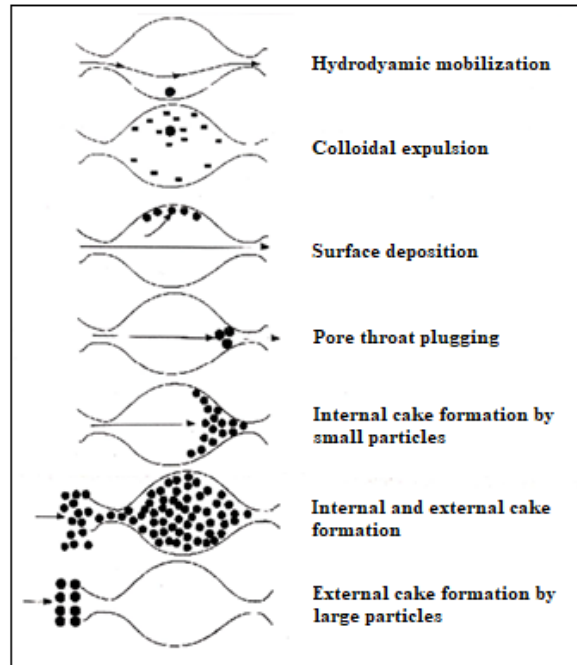 Hydrodyamic mobilization
Colloidal expulsion
Surface deposition
Pore throat plugging
Internal cake formation by
small particles
Internal and external cake
formation
External cake formation by
large particles